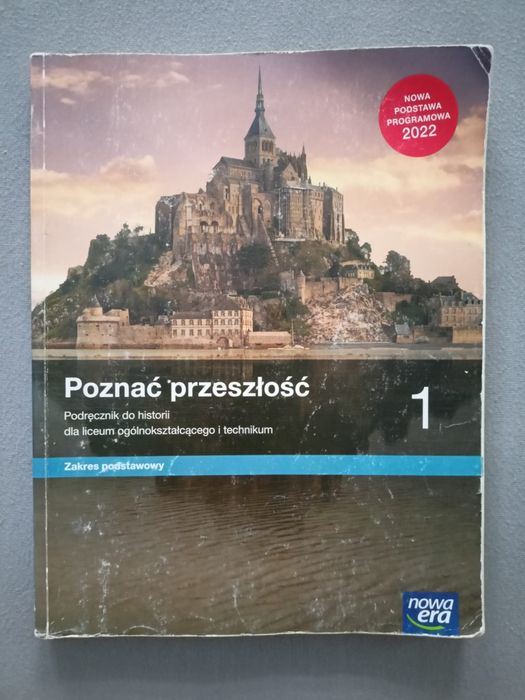 NOWA
PODSTAWA
PROGRAMOWA
2022
Poznać przeszłość
1
Podręcznik do historii
dla liceum ogólnokształcącego i technikum
Zakres podstawowy
nowa
era